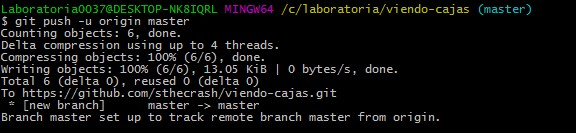 Laboratoria0037@DESKTOP-NK8IQRL MINGW64 /c/laboratoria/viendo-cajas (master)
$ git push -u origin master
Counting objects: 6, done.
Delta compression using up to 4 threads.
Compressing objects: 100% (6/6), done.
Writing objects: 100% (6/6), 13.05 KiB | 0 bytes/s, done.
Total 6 (delta 0), reused 0 (delta 0)
To https://github.com/sthecrash/viendo-cajas.git
 * [new branch]      master -> master
Branch master set up to track remote branch master from origin.